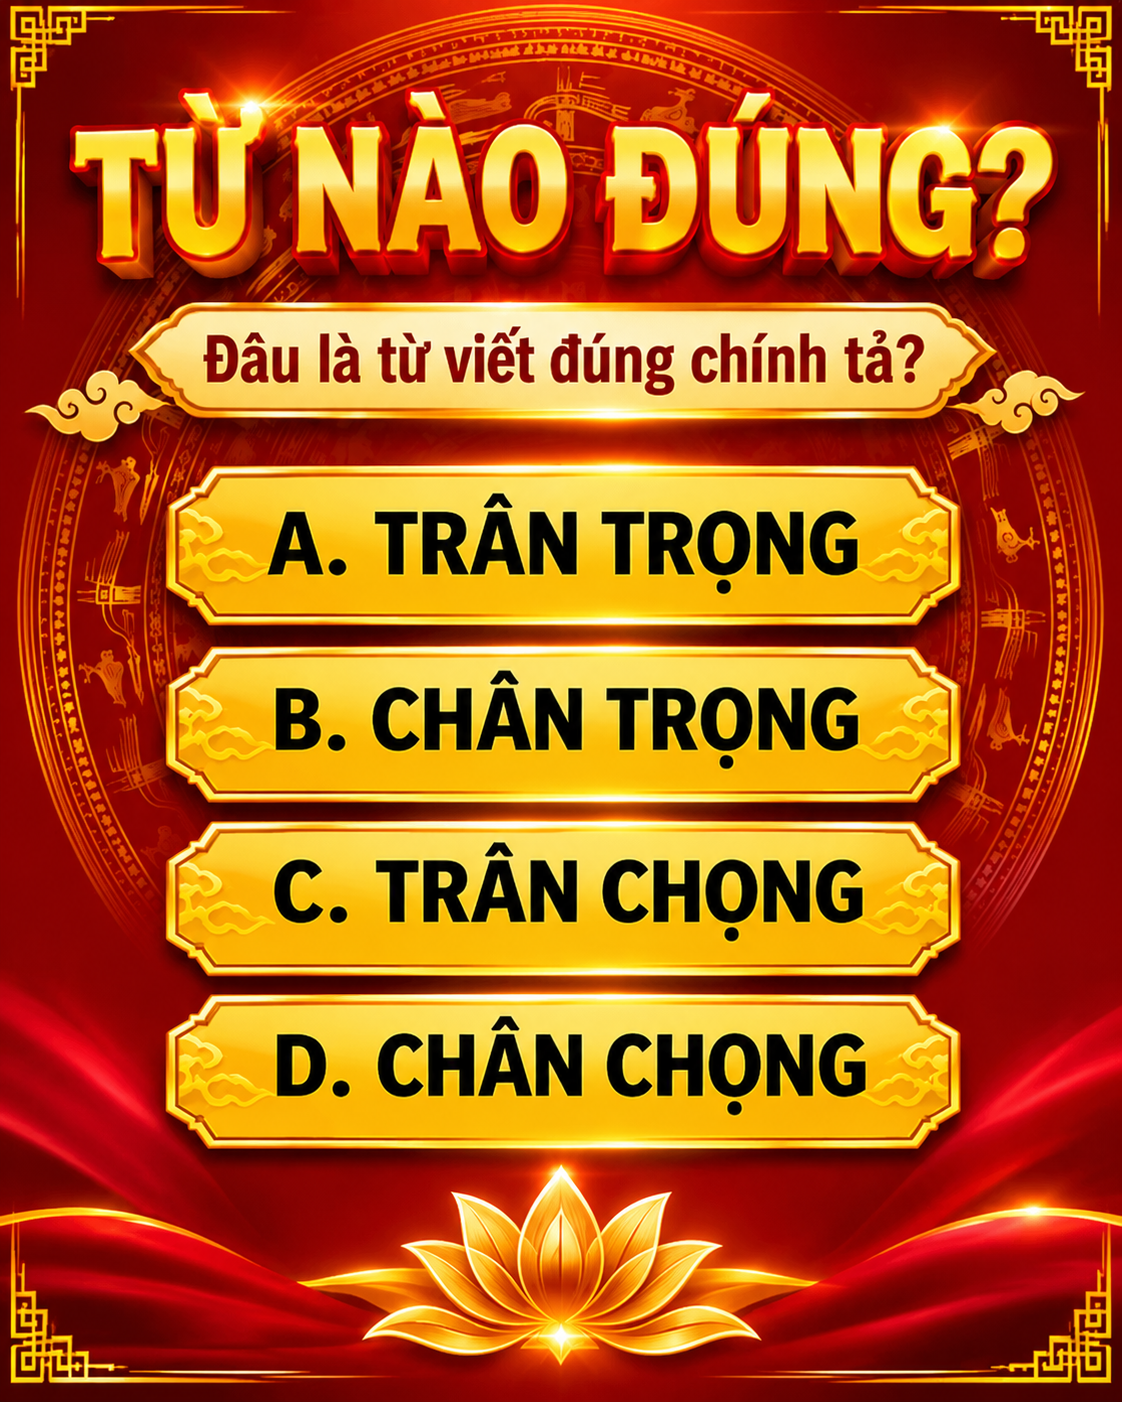 TỪ NÀO ĐÚNG?
Đâu là từ viết đúng chính tả?
A. TRÂN TRỌNG
B. CHÂN TRỌNG
C. TRÂN CHỌNG
D. CHÂN CHỌNG